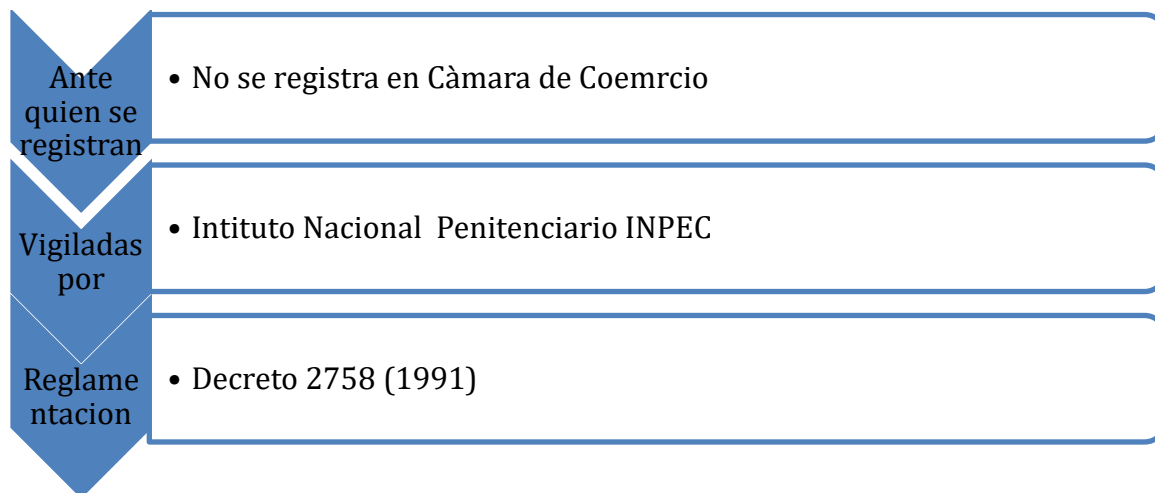 Ante
quien se
registran
• No se registra en Càmara de Coemrcio
Vigiladas
por
• Intituto Nacional  Penitenciario INPEC
Reglame
ntacion
• Decreto 2758 (1991)